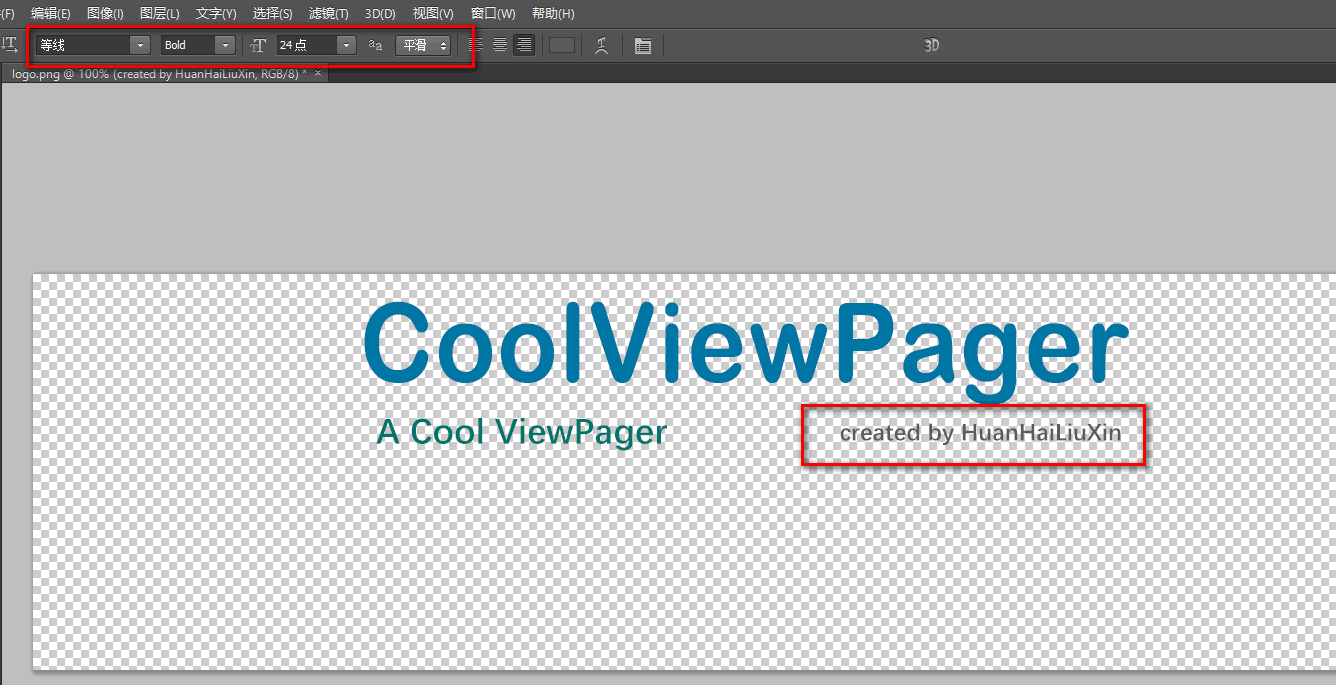 (F) 编辑(E) 图像(I) 图层(L) 文字(Y) 选择(S) 滤镜(T) 3D(D) 视图(V) 窗口(W) 帮助(H)
T 等线 Bold T 24 点 aa 平滑 3D
logo.png @ 100% (created by HuanHaiLiuXin, RGB/8) * ×
CoolViewPager
A Cool ViewPager created by HuanHaiLiuXin